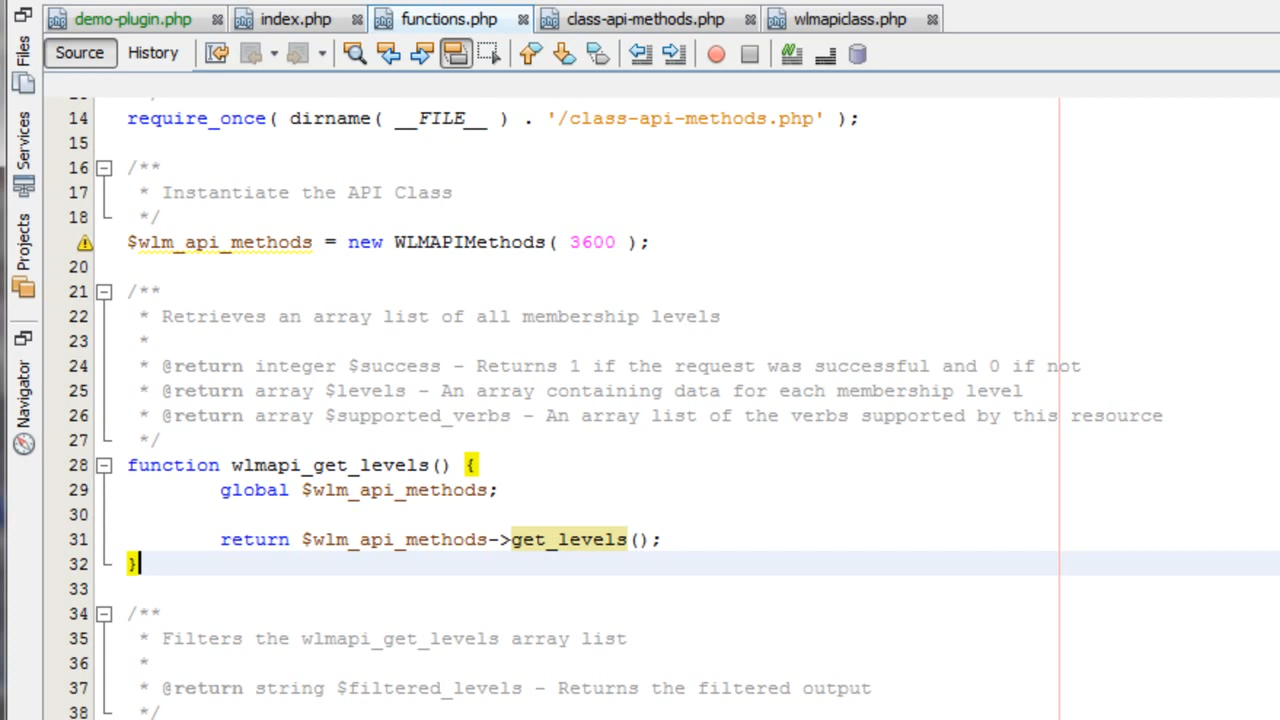 demo-plugin.php
index.php
functions.php
class-api-methods.php
wlmapiclass.php
Source
History
Files
Services
Projects
Navigator
14 require_once( dirname( __FILE__ ) . '/class-api-methods.php' );
15
16 /**
17 * Instantiate the API Class
18 */
$wlm_api_methods = new WLMAPIMethods( 3600 );
20
21 /**
22 * Retrieves an array list of all membership levels
23 *
24 * @return integer $success - Returns 1 if the request was successful and 0 if not
25 * @return array $levels - An array containing data for each membership level
26 * @return array $supported_verbs - An array list of the verbs supported by this resource
27 */
28 function wlmapi_get_levels() {
29 global $wlm_api_methods;
30
31 return $wlm_api_methods->get_levels();
32 }
33
34 /**
35 * Filters the wlmapi_get_levels array list
36 *
37 * @return string $filtered_levels - Returns the filtered output
38 */